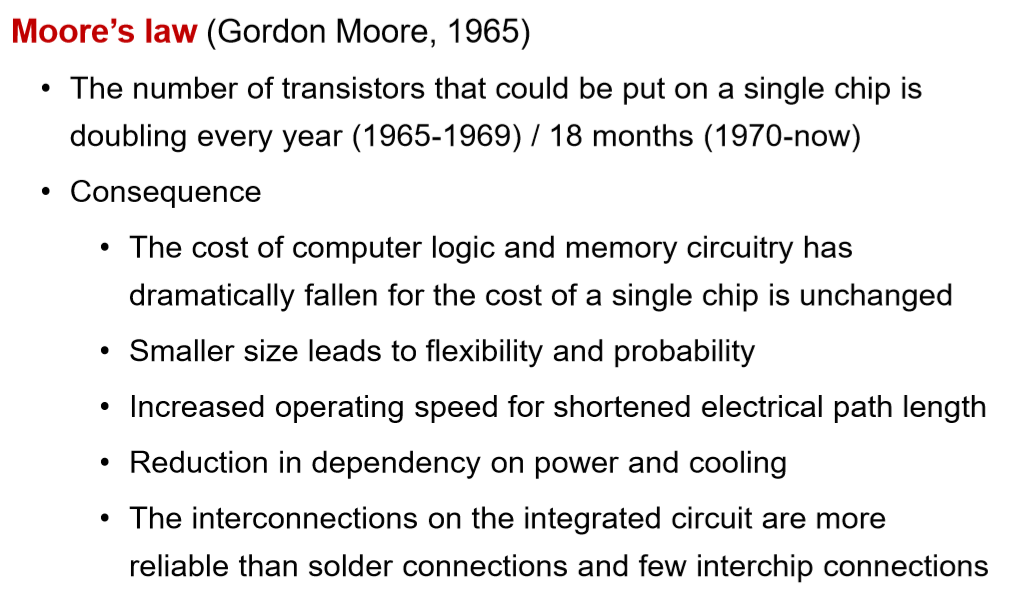 Moore’s law (Gordon Moore, 1965)
• The number of transistors that could be put on a single chip is
doubling every year (1965-1969) / 18 months (1970-now)
• Consequence
• The cost of computer logic and memory circuitry has
dramatically fallen for the cost of a single chip is unchanged
• Smaller size leads to flexibility and probability
• Increased operating speed for shortened electrical path length
• Reduction in dependency on power and cooling
• The interconnections on the integrated circuit are more
reliable than solder connections and few interchip connections